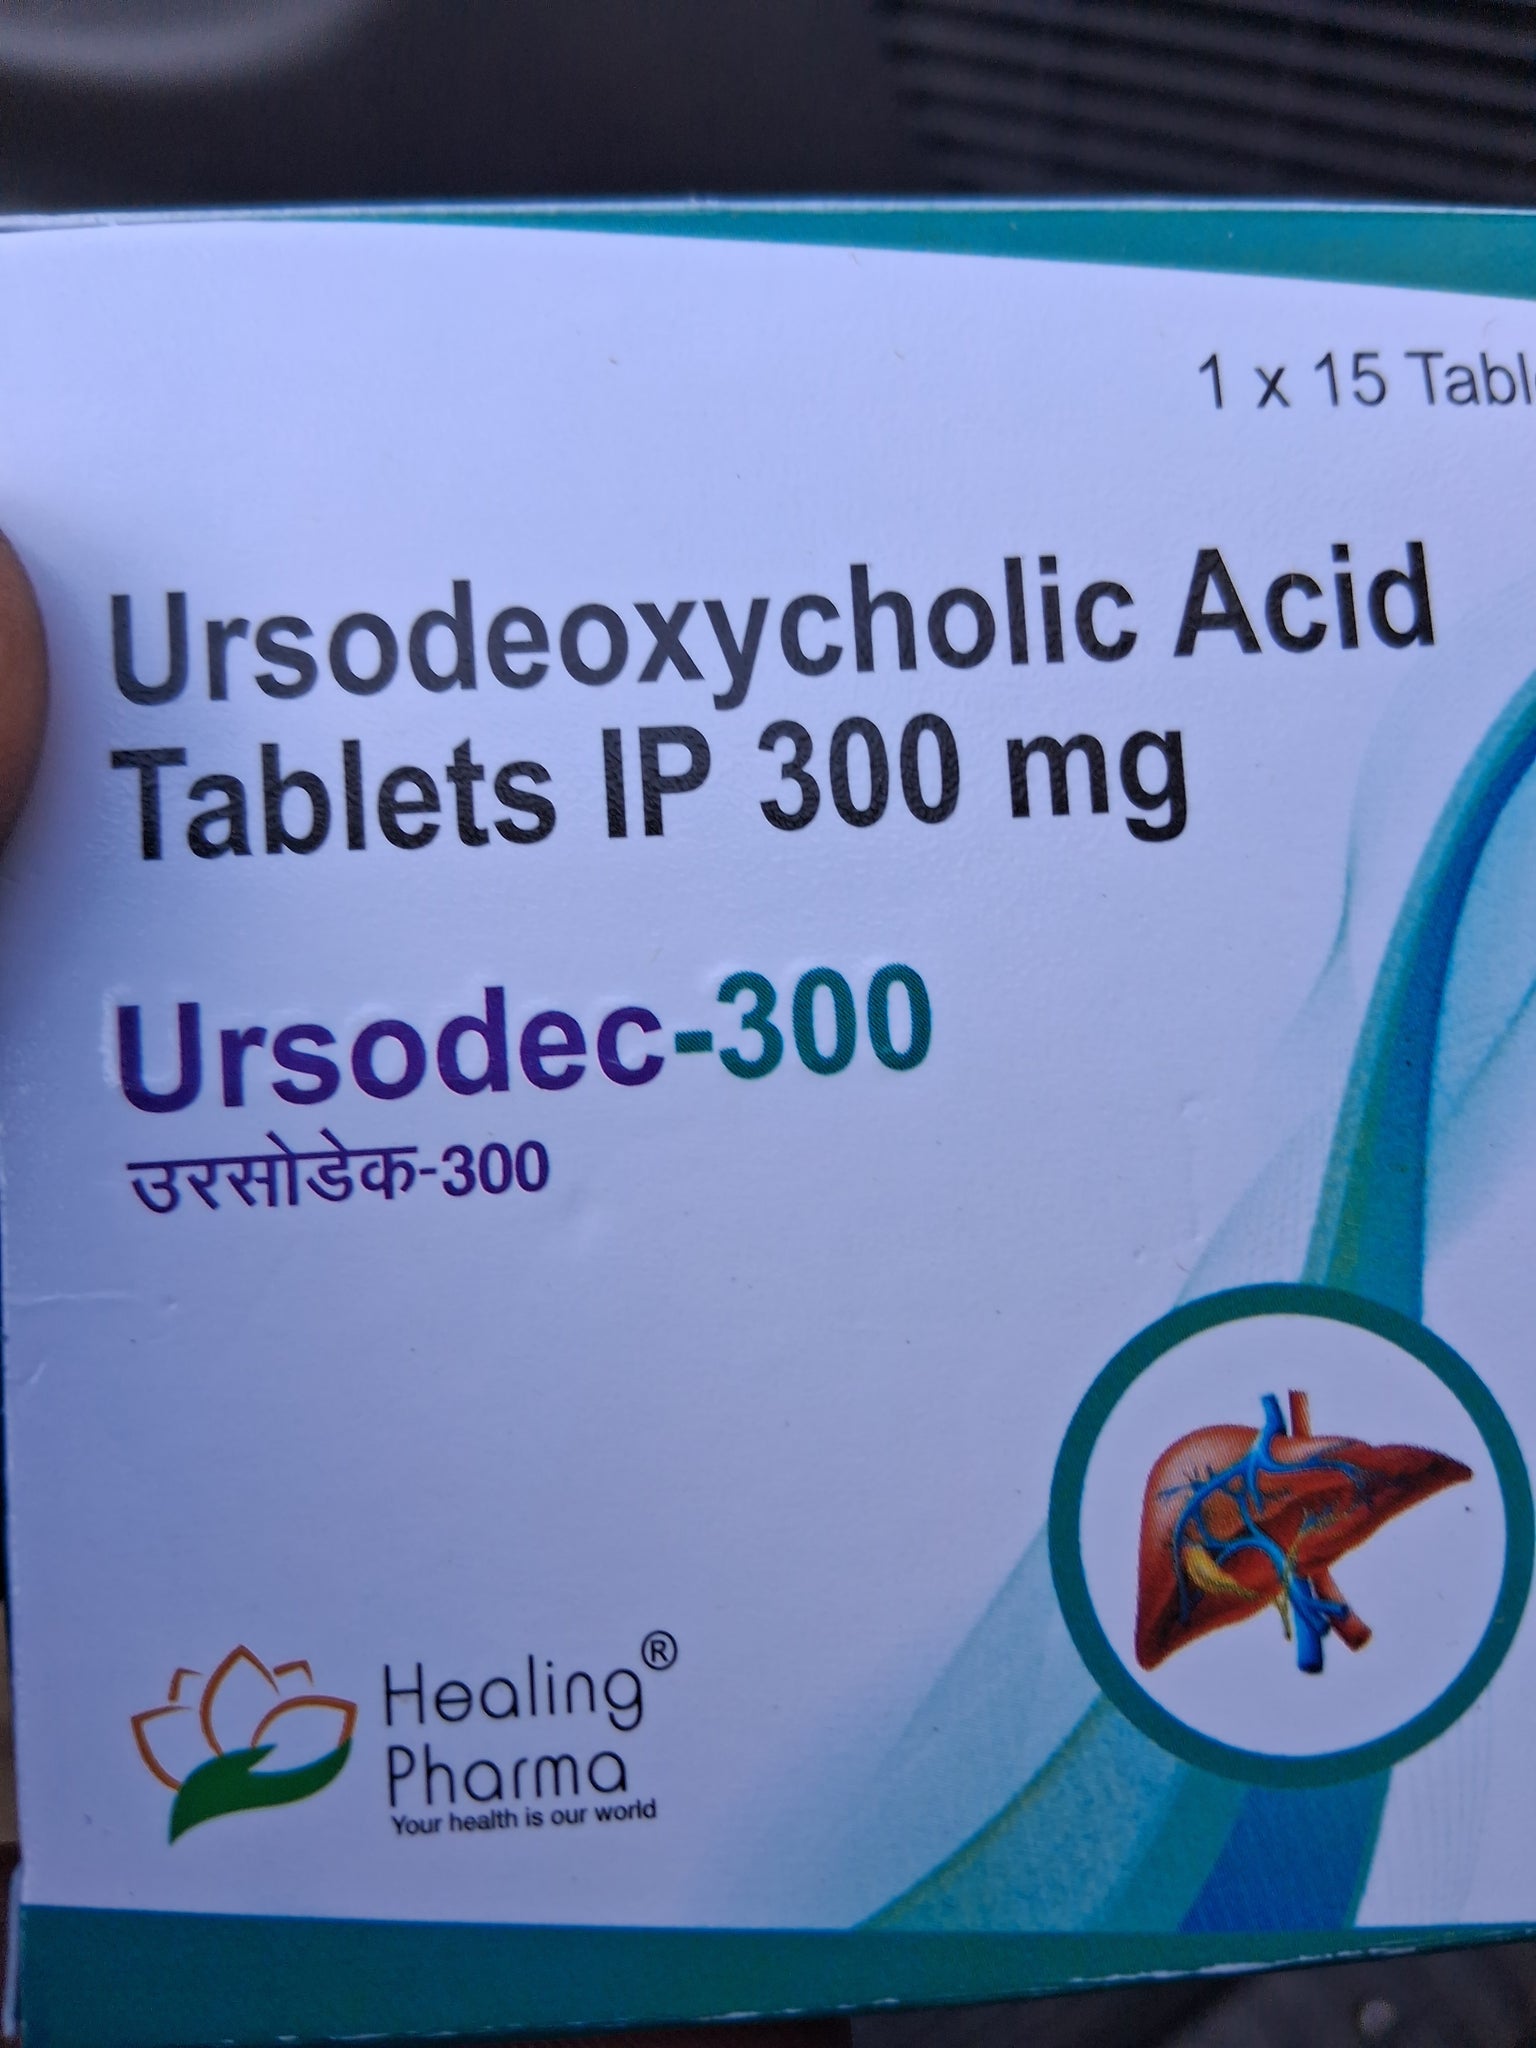 1 x 15
Ursodeoxycholic Acid
Tablets IP 300 mg
Ursodec-300
उरसोडेक-300
Healing®
Pharma
Your health is our world